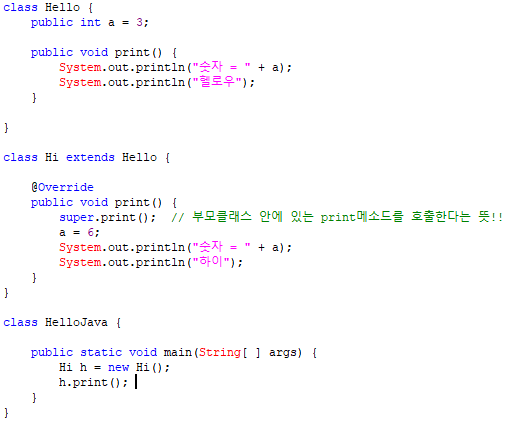 class Hello {
    public int a = 3;

    public void print() {
        System.out.println("숫자 = " + a);
        System.out.println("헬로우");
    }

}

class Hi extends Hello {

    @Override
    public void print() {
        super.print();  // 부모클래스 안에 있는 print메소드를 호출한다는 뜻!!
        a = 6;
        System.out.println("숫자 = " + a);
        System.out.println("하이");
    }
}

class HelloJava {

    public static void main(String[ ] args) {
        Hi h = new Hi();
        h.print();
    }
}